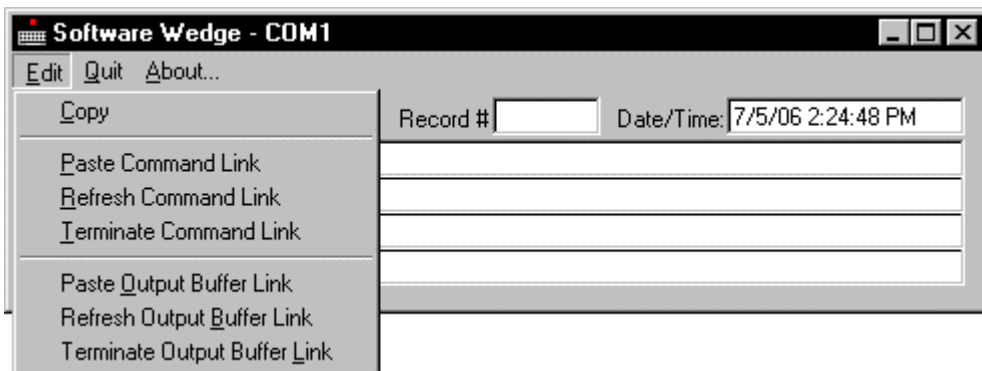 Software Wedge - COM1
Edit Quit About...
Copy
Record # Date/Time: 7/5/06 2:24:48 PM
Paste Command Link
Refresh Command Link
Terminate Command Link
Paste Output Buffer Link
Refresh Output Buffer Link
Terminate Output Buffer Link